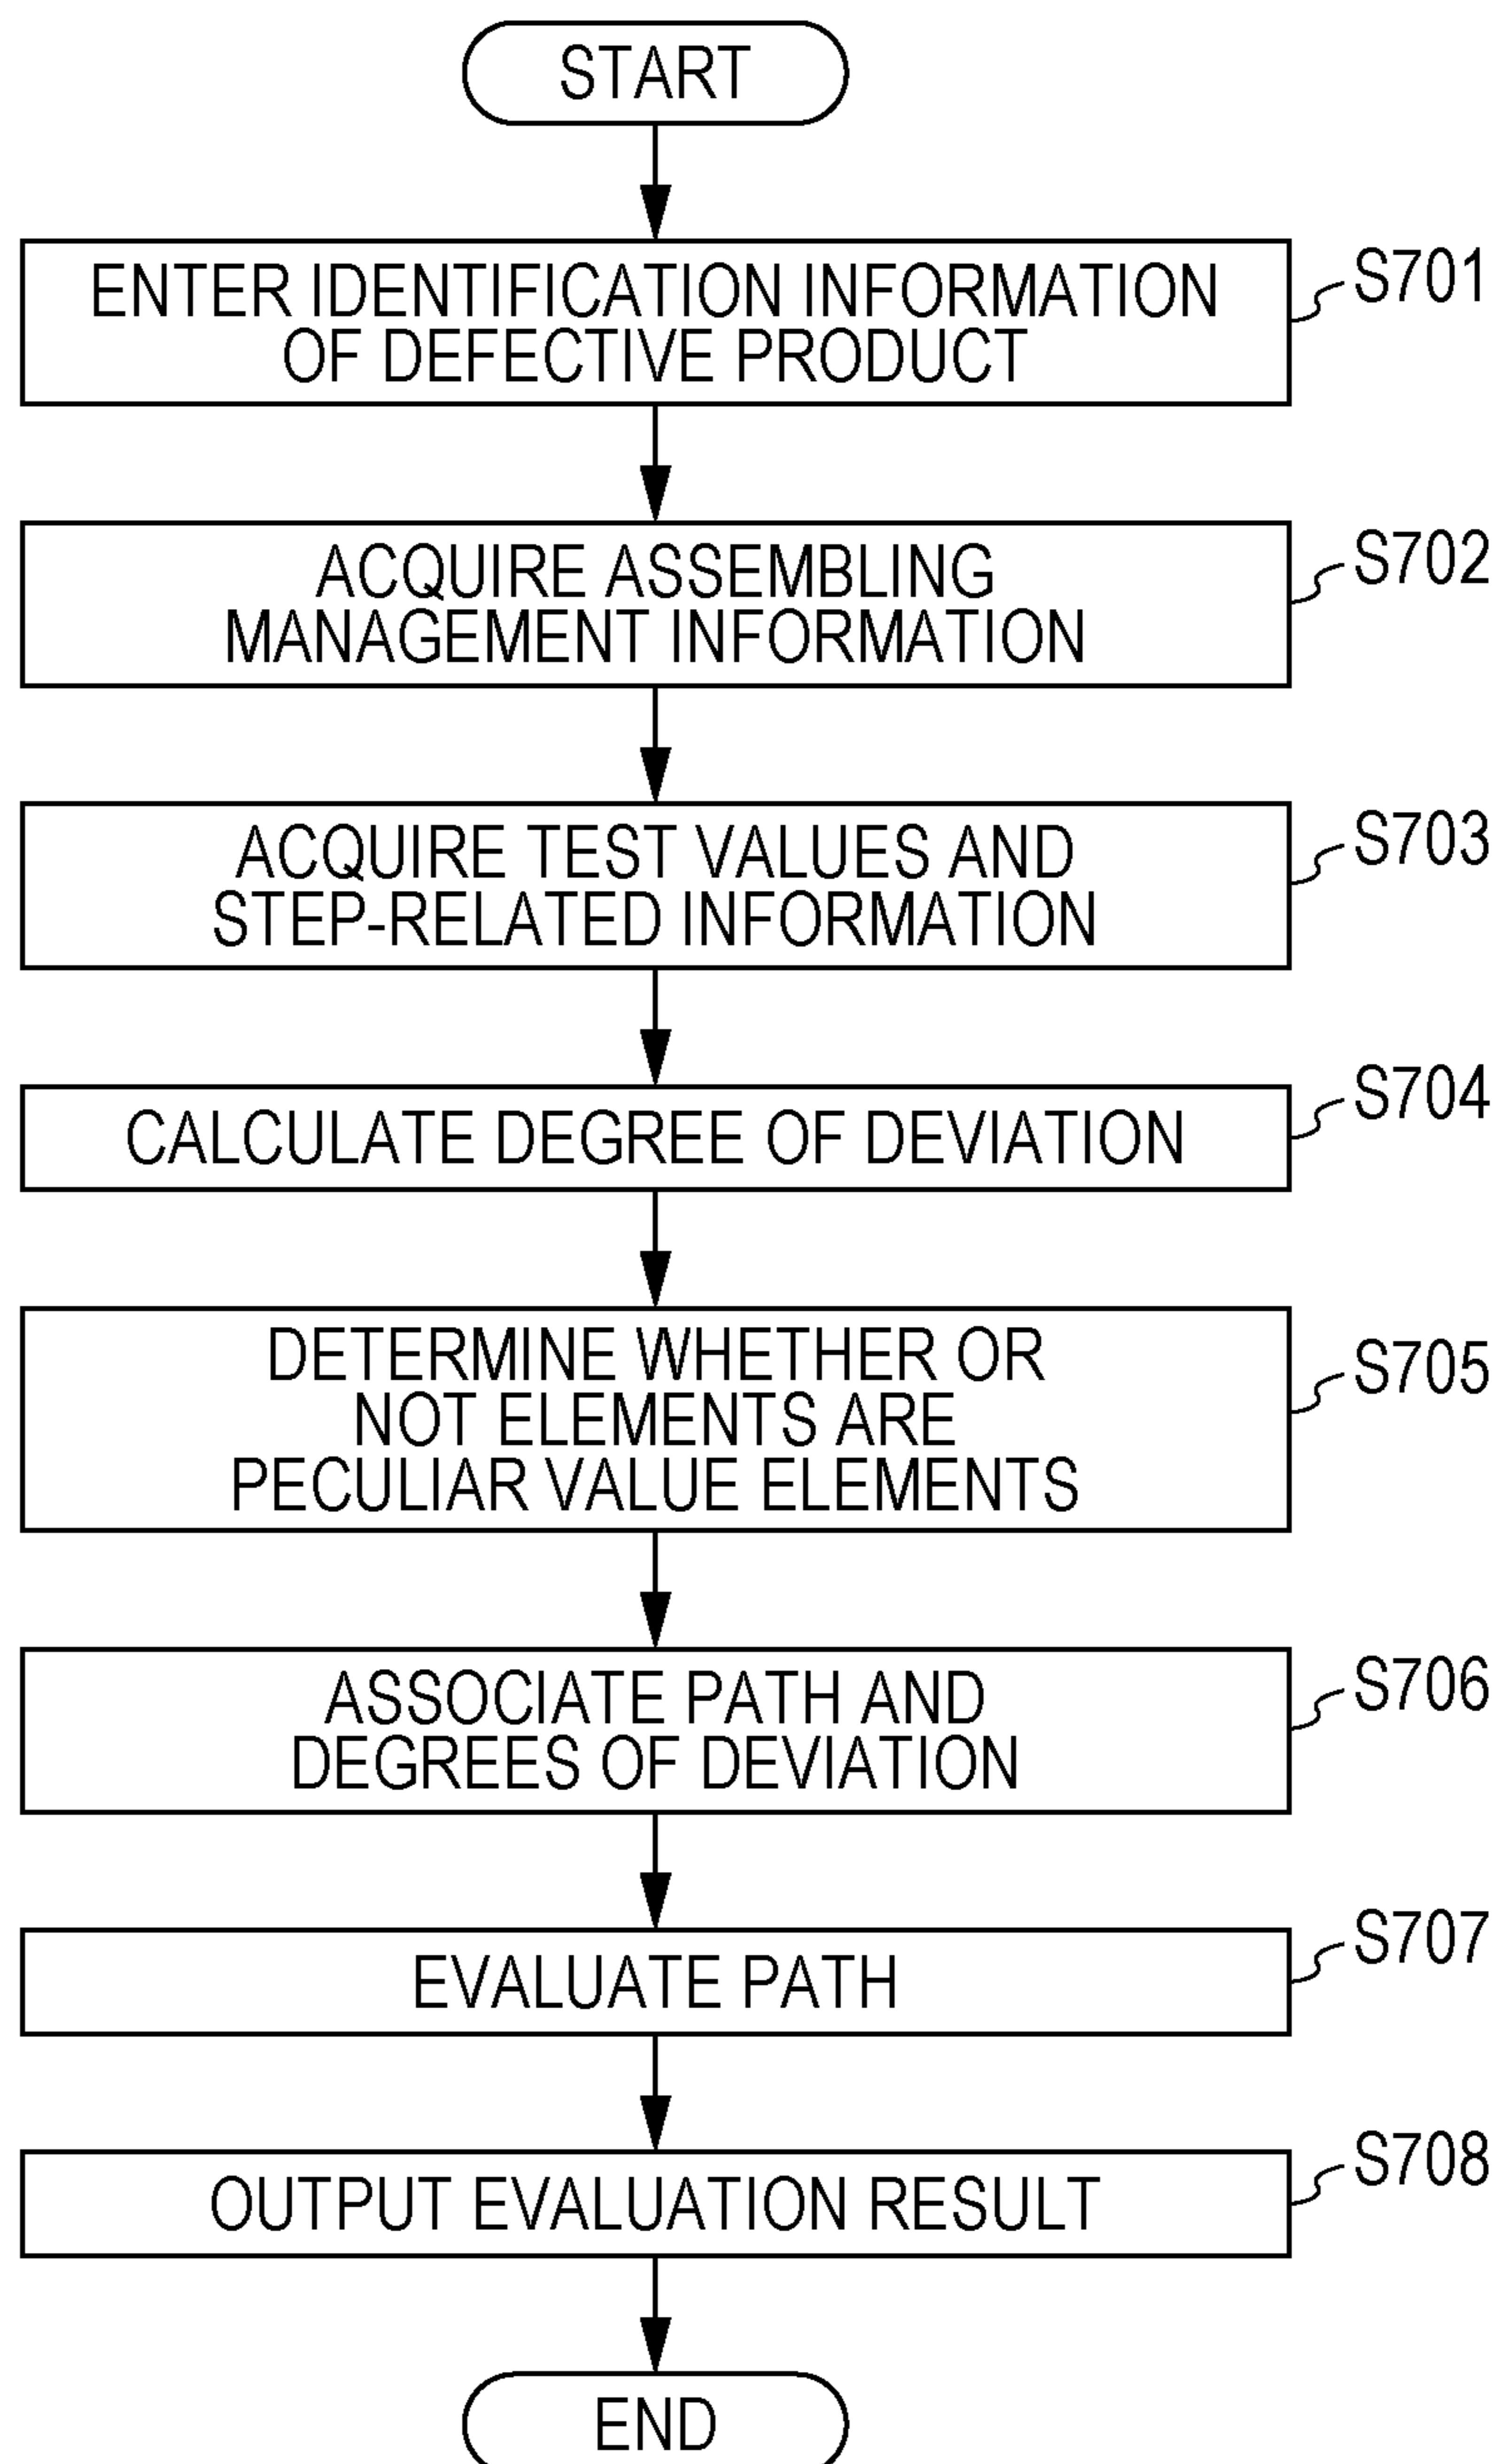 START
ENTER IDENTIFICATION INFORMATION
OF DEFECTIVE PRODUCT
S701
ACQUIRE ASSEMBLING
MANAGEMENT INFORMATION
S702
ACQUIRE TEST VALUES AND
STEP-RELATED INFORMATION
S703
CALCULATE DEGREE OF DEVIATION
S704
DETERMINE WHETHER OR
NOT ELEMENTS ARE
PECULIAR VALUE ELEMENTS
S705
ASSOCIATE PATH AND
DEGREES OF DEVIATION
S706
EVALUATE PATH
S707
OUTPUT EVALUATION RESULT
S708
END